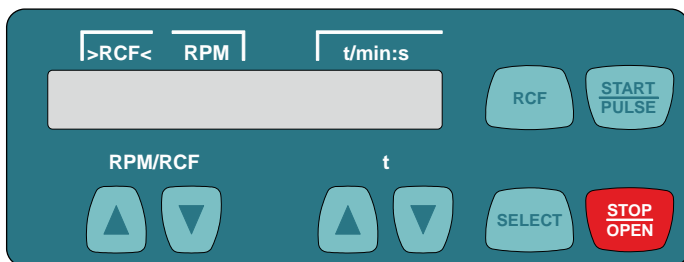 >RCF< RPM t/min:s
RCF
START
PULSE
RPM/RCF t
SELECT
STOP
OPEN